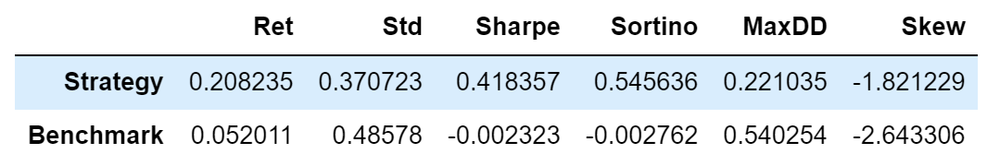 Ret Std Sharpe Sortino MaxDD Skew
Strategy 0.208235 0.370723 0.418357 0.545636 0.221035 -1.821229
Benchmark 0.052011 0.48578 -0.002323 -0.002762 0.540254 -2.643306